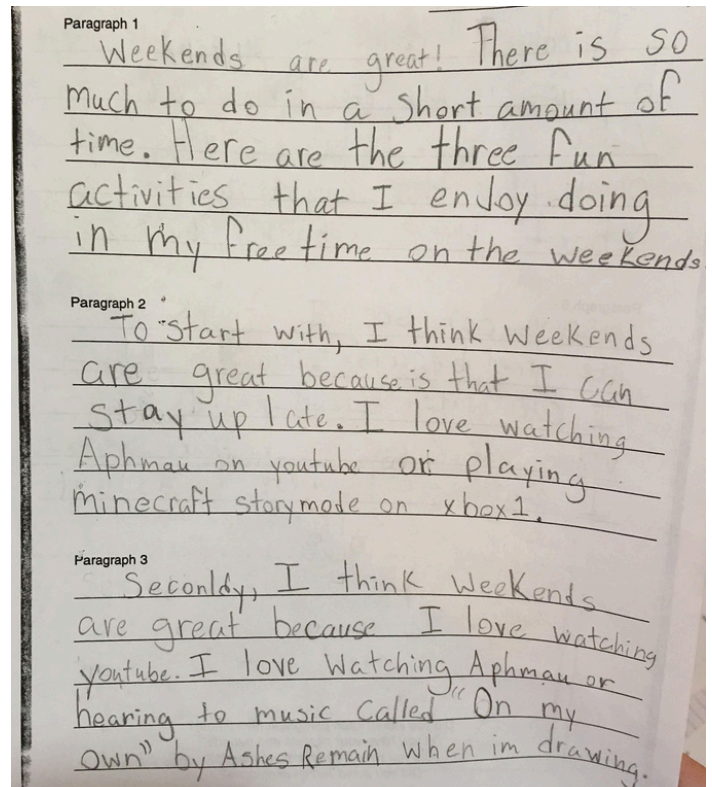 Paragraph 1
Weekends are great! There is so
much to do in a short amount of
time. Here are the three fun
activities that I enJoy doing
in my free time on the weekends
Paragraph 2
To start with, I think weekends
are great because is that I can
stay up late. I love watching
Aphmau on youtube or playing
minecraft storymode on xbox1.
Paragraph 3
Seconldy, I think weekends
are great because I love watching
youtube. I love watching Aphmau or
hearing to music called "On my
own" by Ashes Remain when im drawing.